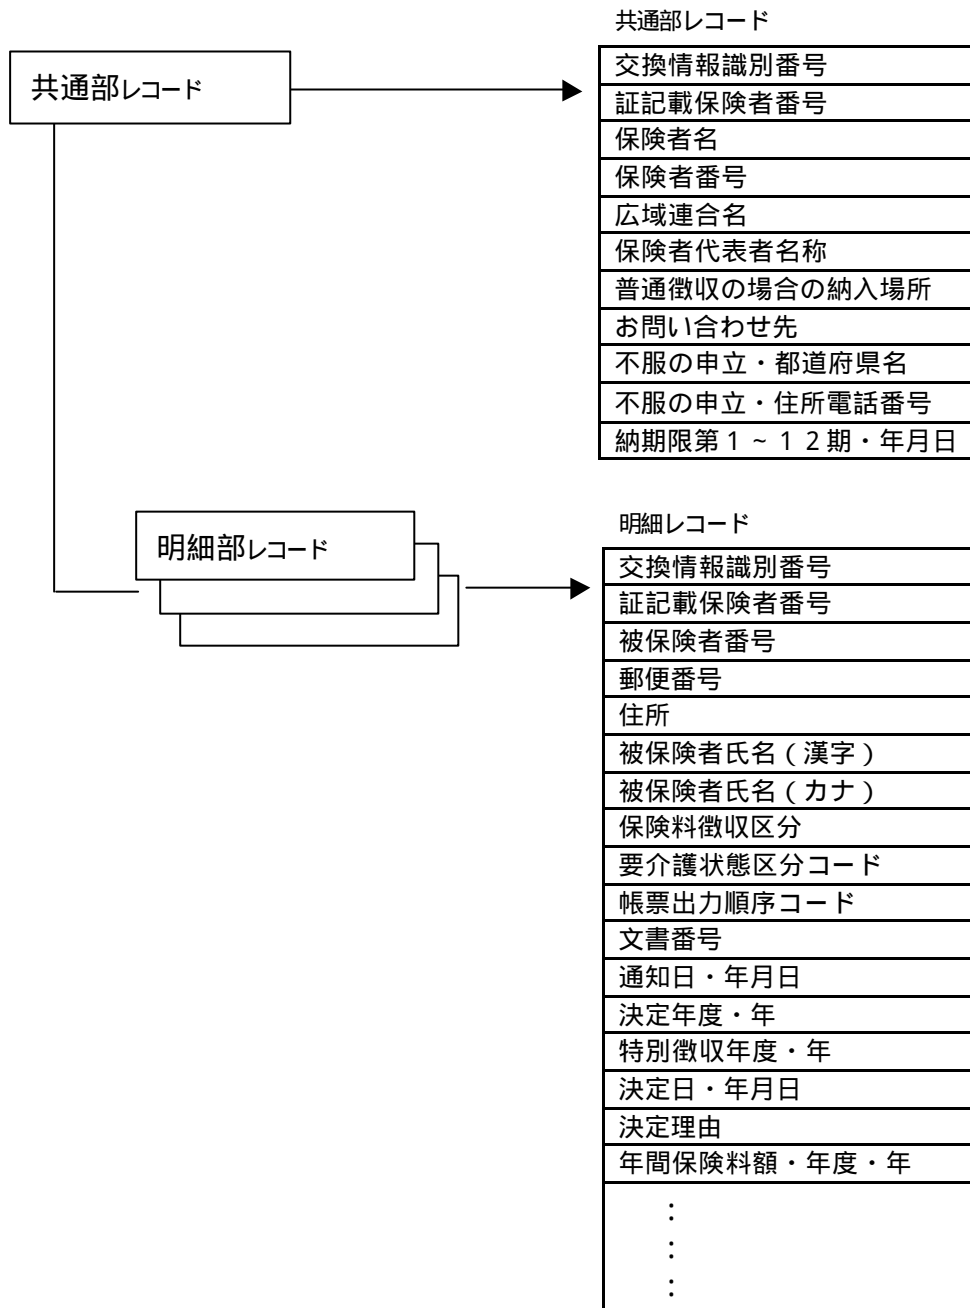 共通部レコード
共通部レコード
交換情報識別番号
証記載保険者番号
保険者名
保険者番号
広域連合名
保険者代表者名称
普通徴収の場合の納入場所
お問い合わせ先
不服の申立・都道府県名
不服の申立・住所電話番号
納期限第1~12期・年月日
明細部レコード
明細レコード
交換情報識別番号
証記載保険者番号
被保険者番号
郵便番号
住所
被保険者氏名(漢字)
被保険者氏名(カナ)
保険料徴収区分
要介護状態区分コード
帳票出力順序コード
文書番号
通知日・年月日
決定年度・年
特別徴収年度・年
決定日・年月日
決定理由
年間保険料額・年度・年
:
:
: